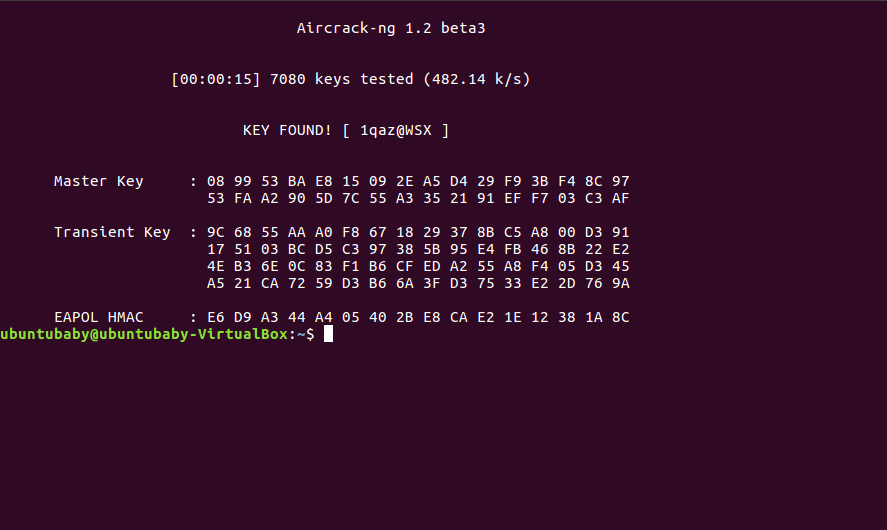 Aircrack-ng 1.2 beta3
[00:00:15] 7080 keys tested (482.14 k/s)
KEY FOUND! [ 1qaz@WSX ]
Master Key     : 08 99 53 BA E8 15 09 2E A5 D4 29 F9 3B F4 8C 97
53 FA A2 90 5D 7C 55 A3 35 21 91 EF F7 03 C3 AF
Transient Key  : 9C 68 55 AA A0 F8 67 18 29 37 8B C5 A8 00 D3 91
17 51 03 BC D5 C3 97 38 5B 95 E4 FB 46 8B 22 E2
4E B3 6E 0C 83 F1 B6 CF ED A2 55 A8 F4 05 D3 45
A5 21 CA 72 59 D3 B6 6A 3F D3 75 33 E2 2D 76 9A
EAPOL HMAC     : E6 D9 A3 44 A4 05 40 2B E8 CA E2 1E 12 38 1A 8C
ubuntubaby@ubuntubaby-VirtualBox:~$